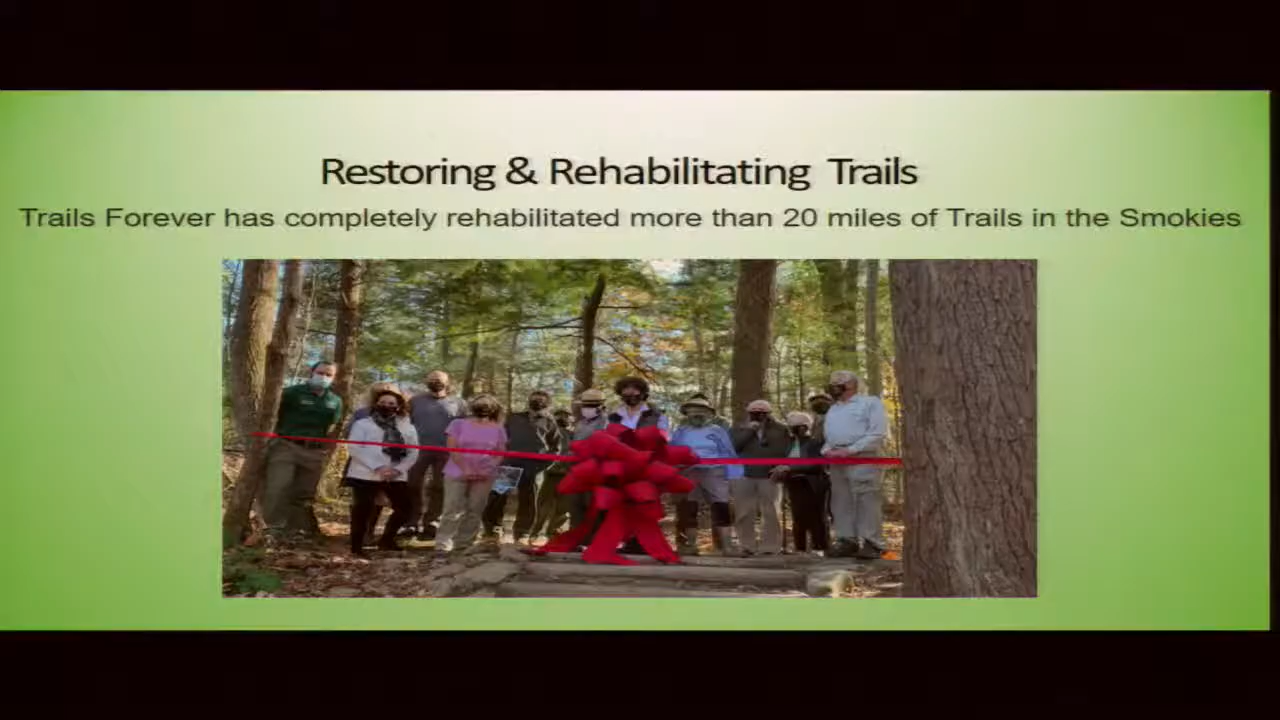 Restoring & Rehabilitating Trails
Trails Forever has completely rehabilitated more than 20 miles of Trails in the Smokies